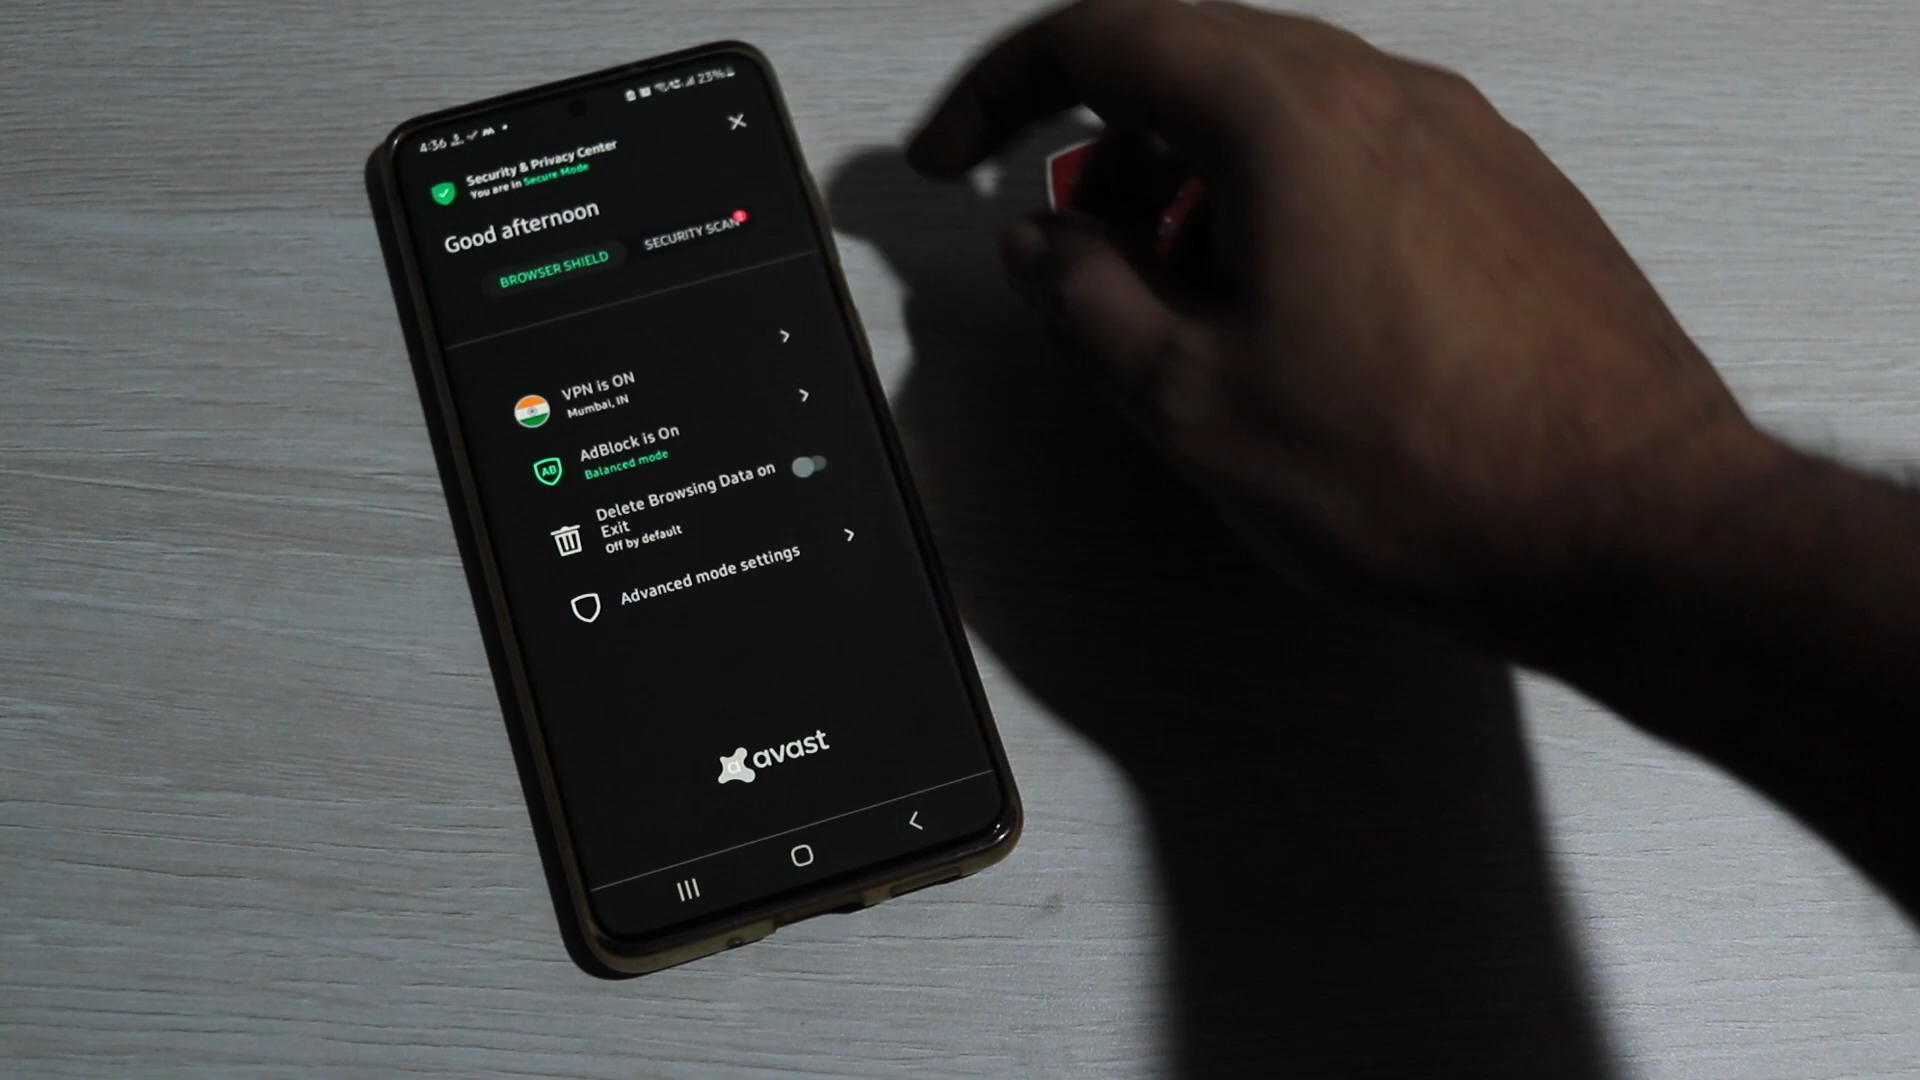 4:36
23%
Security & Privacy Center
You are in Secure Mode
Good afternoon
BROWSER SHIELD
SECURITY SCAN
VPN is ON
Mumbai, IN
AB
AdBlock is On
Balanced mode
Delete Browsing Data on
Exit
Off by default
Advanced mode settings
a avast